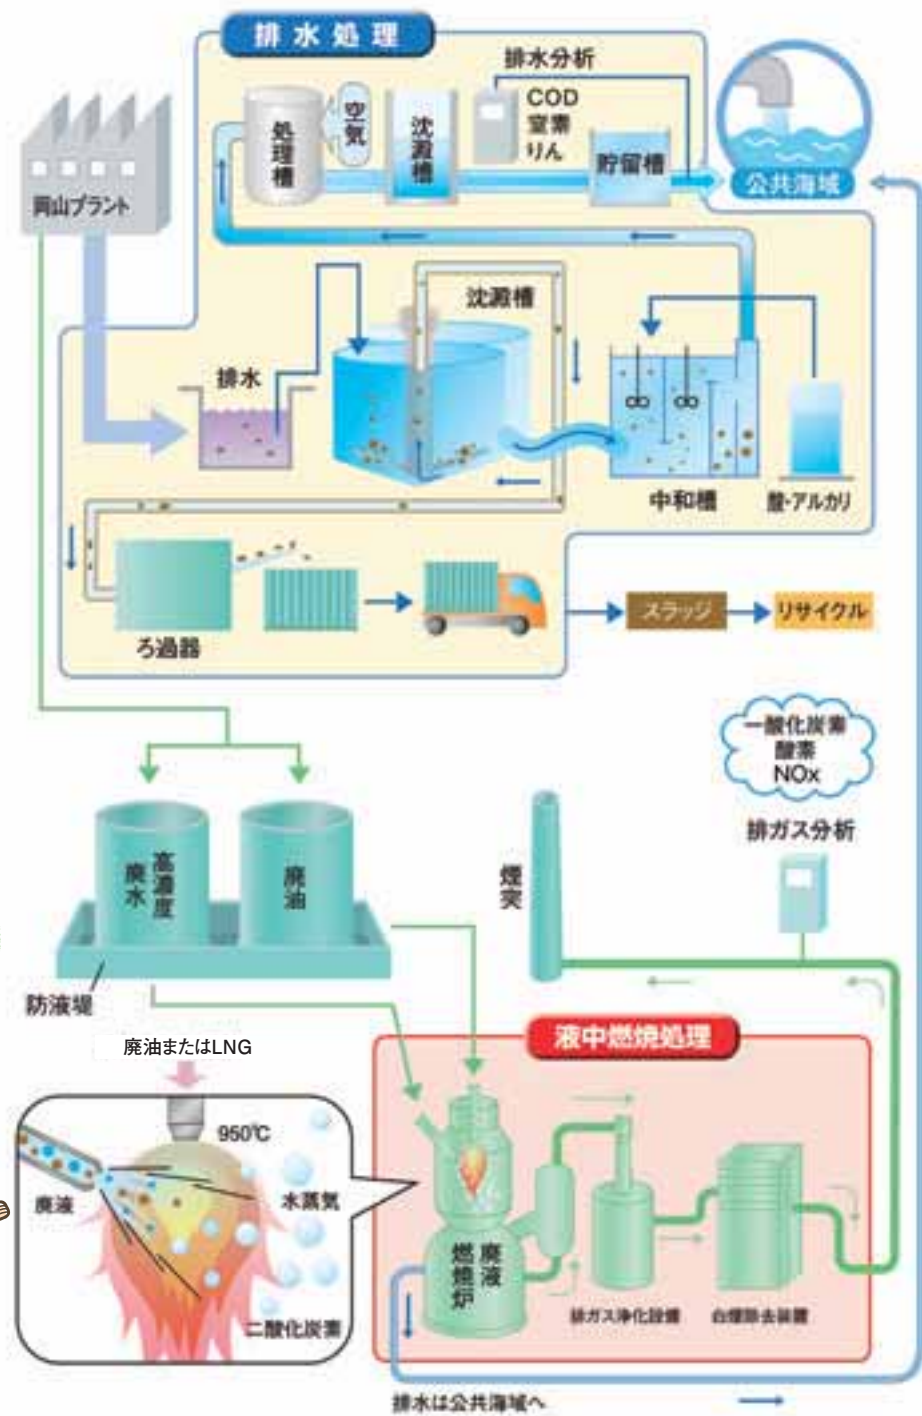 排水処理
岡山プラント
処理槽
空気
沈澱槽
排水分析
COD
窒素
りん
貯留槽
公共海域
排水
沈澱槽
中和槽
酸・アルカリ
ろ過器
スラッジ
リサイクル
一酸化炭素
酸素
NOx
排ガス分析
高濃度
廃水
廃油
煙突
防液堤
廃油またはLNG
液中燃焼処理
950℃
廃液
水蒸気
二酸化炭素
廃液
燃焼炉
排ガス浄化設備
白煙除去装置
排水は公共海域へ